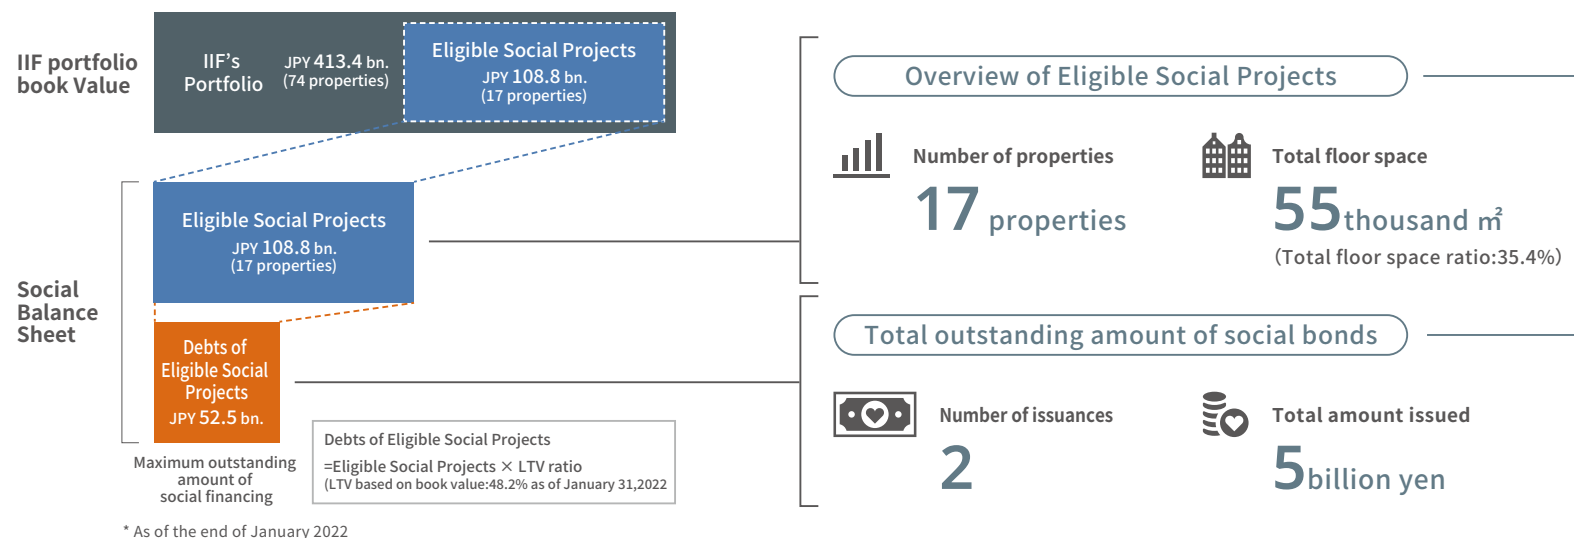 IIF portfolio
book Value
IIF's
Portfolio
JPY 413.4 bn.
(74 properties)
Eligible Social Projects
JPY 108.8 bn.
(17 properties)
Social
Balance
Sheet
Eligible Social Projects
JPY 108.8 bn.
(17 properties)
Debts of
Eligible Social
Projects
JPY 52.5 bn.
Maximum outstanding
amount of
social financing
Debts of Eligible Social Projects
=Eligible Social Projects × LTV ratio
(LTV based on book value:48.2% as of January 31,2022
* As of the end of January 2022
Overview of Eligible Social Projects
Number of properties
17 properties
Total floor space
55thousand ㎡
(Total floor space ratio:35.4%)
Total outstanding amount of social bonds
Number of issuances
2
Total amount issued
5billion yen